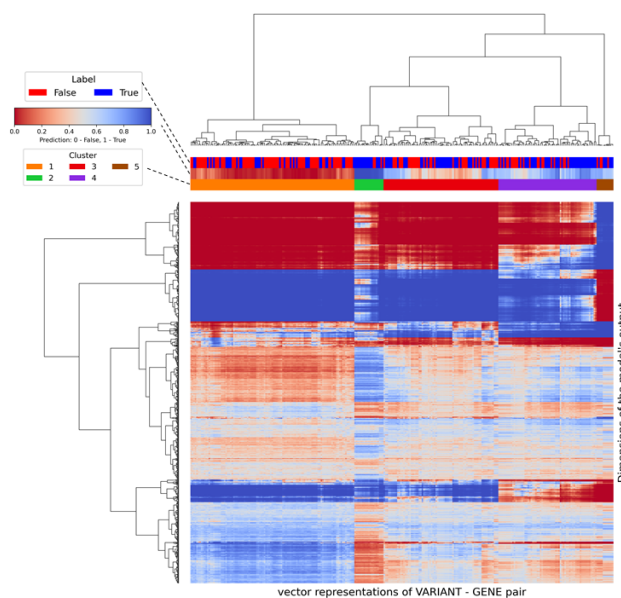 Label
False True
0.0 0.2 0.4 0.6 0.8 1.0
Prediction: 0 - False, 1 - True
Cluster
1 3 5
2 4
vector representations of VARIANT - GENE pair